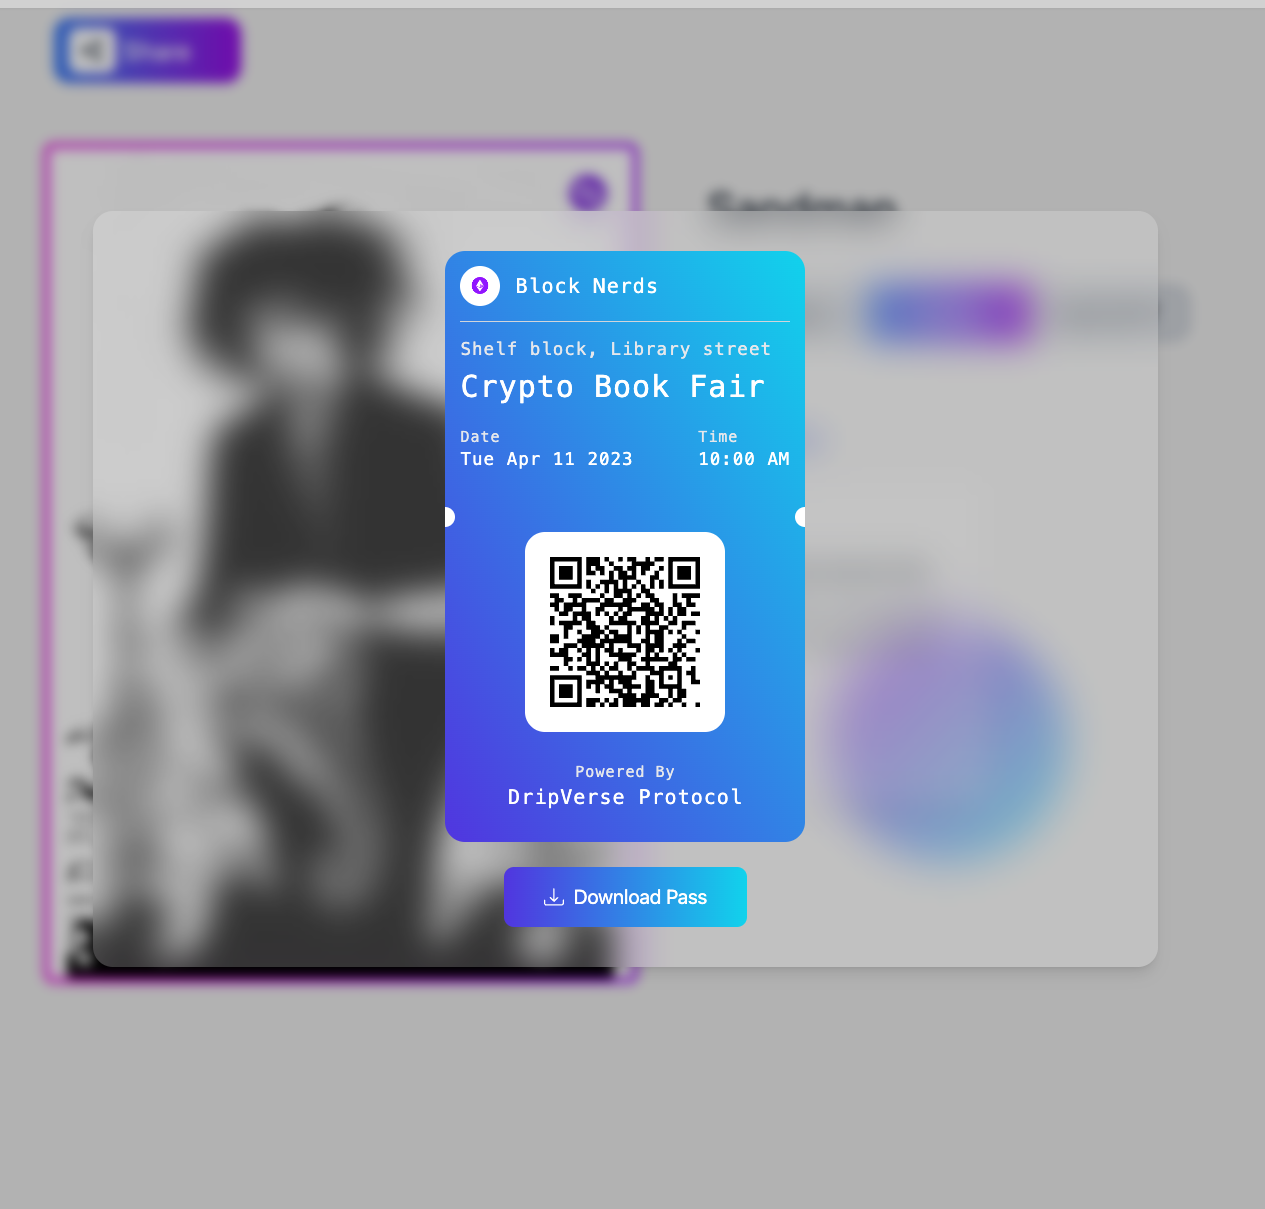 Share
Sandman
Block Nerds
Shelf block, Library street
Crypto Book Fair
Date
Time
Tue Apr 11 2023
10:00 AM
Powered By
DripVerse Protocol
Download Pass